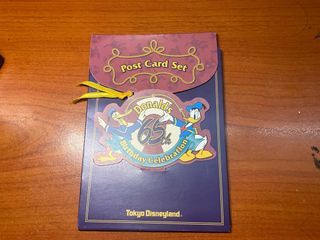 Post Card Set
Donald's
65th
Birthday Celebration
Tokyo Disneyland®